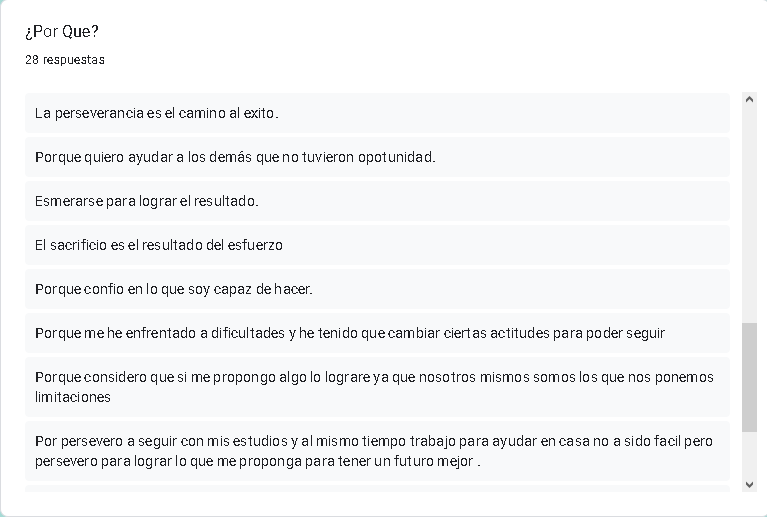 ¿Por Que?
28 respuestas
La perseverancia es el camino al exito.
Porque quiero ayudar a los demás que no tuvieron opotunidad.
Esmerarse para lograr el resultado.
El sacrificio es el resultado del esfuerzo
Porque confio en lo que soy capaz de hacer.
Porque me he enfrentado a dificultades y he tenido que cambiar ciertas actitudes para poder seguir
Porque considero que si me propongo algo lo lograre ya que nosotros mismos somos los que nos ponemos
limitaciones
Por persevero a seguir con mis estudios y al mismo tiempo trabajo para ayudar en casa no a sido facil pero
persevero para lograr lo que me proponga para tener un futuro mejor .